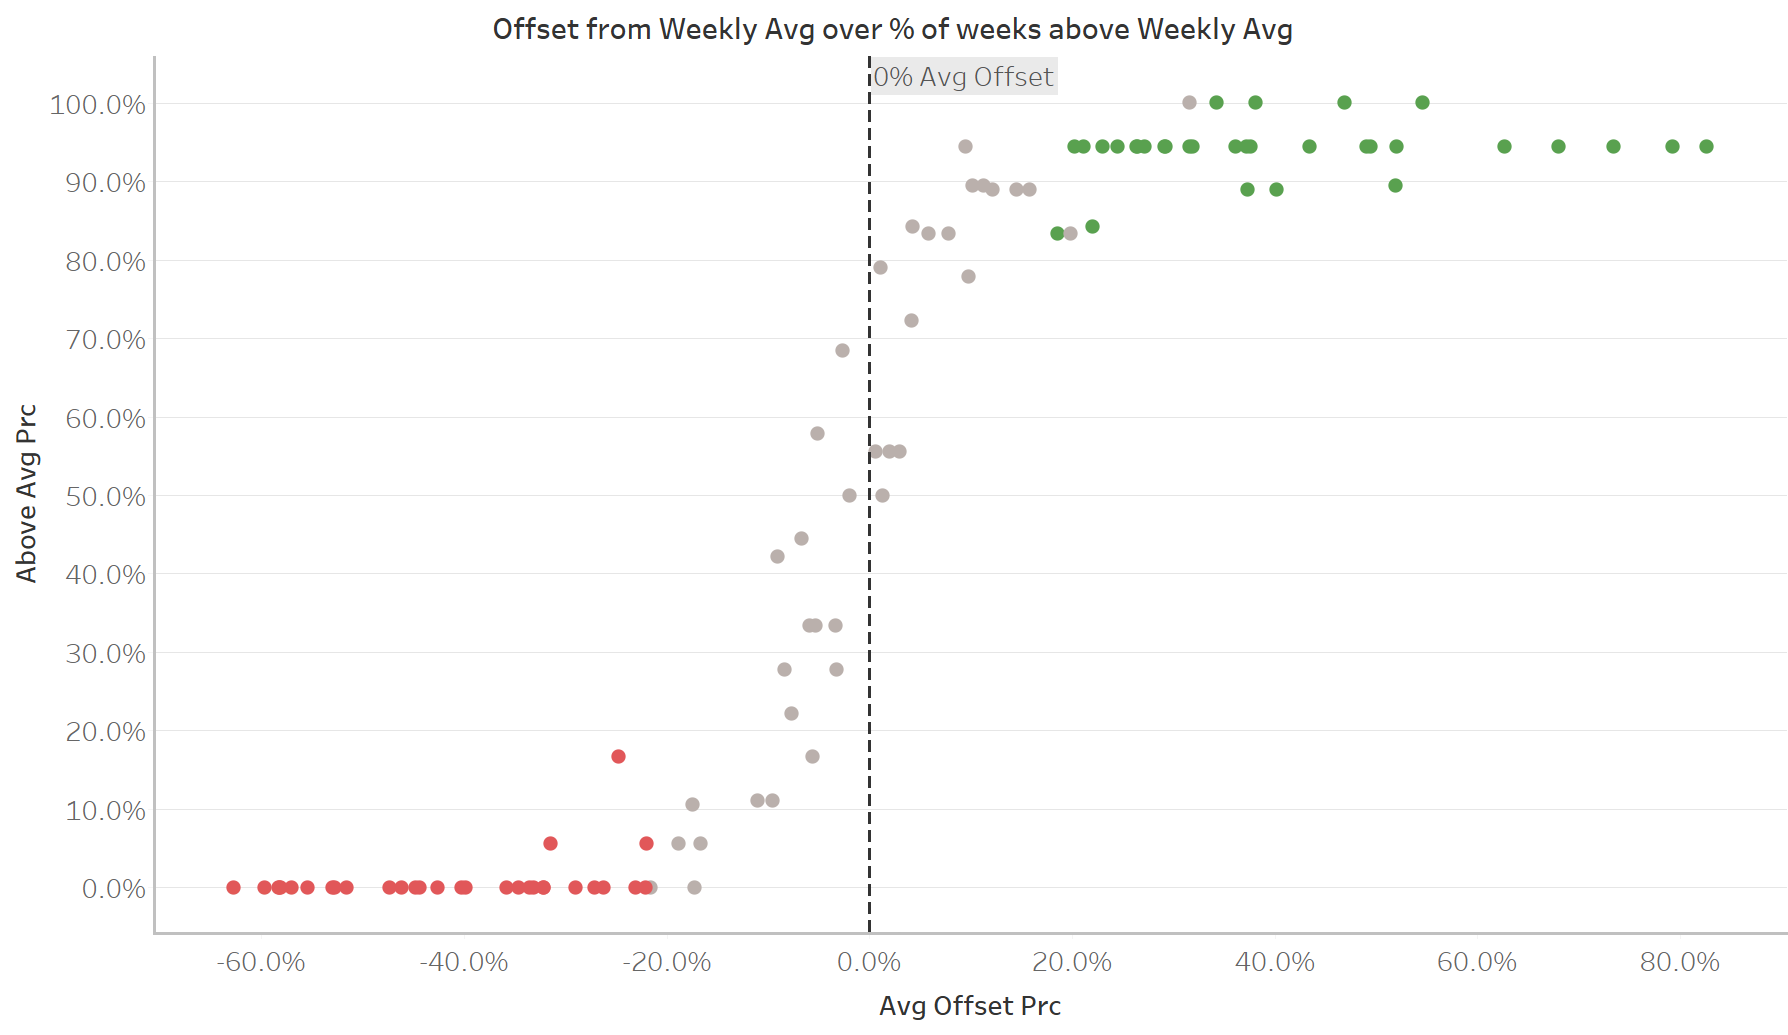 Offset from Weekly Avg over % of weeks above Weekly Avg
0% Avg Offset
100.0%
90.0%
80.0%
70.0%
60.0%
50.0%
40.0%
30.0%
20.0%
10.0%
0.0%
Above Avg Prc
-60.0% -40.0% -20.0% 0.0% 20.0% 40.0% 60.0% 80.0%
Avg Offset Prc